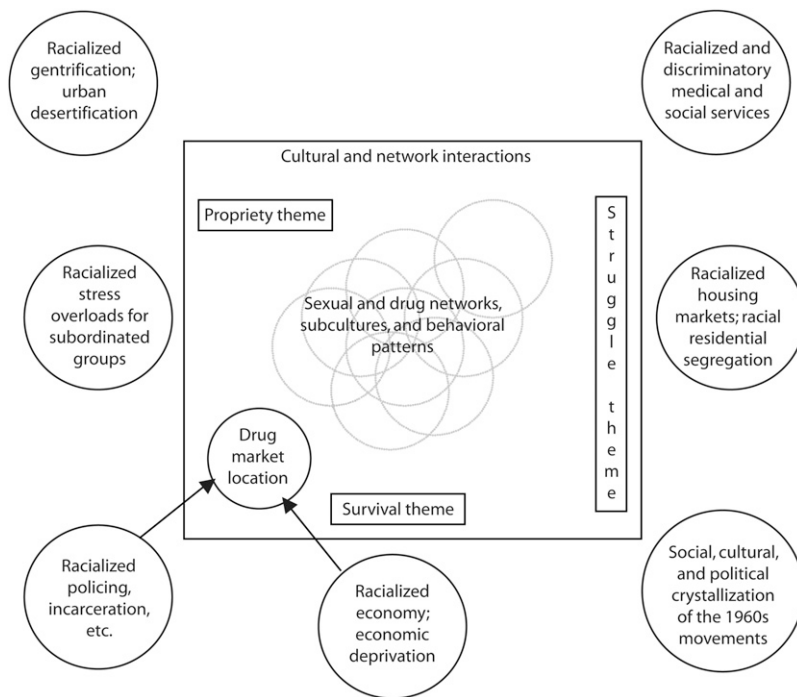 Racialized
gentrification;
urban
desertification
Racialized and
discriminatory
medical and
social services
Cultural and network interactions
Propriety theme
Struggle theme
Racialized
stress
overloads for
subordinated
groups
Sexual and drug networks,
subcultures, and behavioral
patterns
Racialized
housing
markets; racial
residential
segregation
Drug
market
location
Survival theme
Racialized
policing,
incarceration,
etc.
Racialized
economy;
economic
deprivation
Social, cultural,
and political
crystallization
of the 1960s
movements